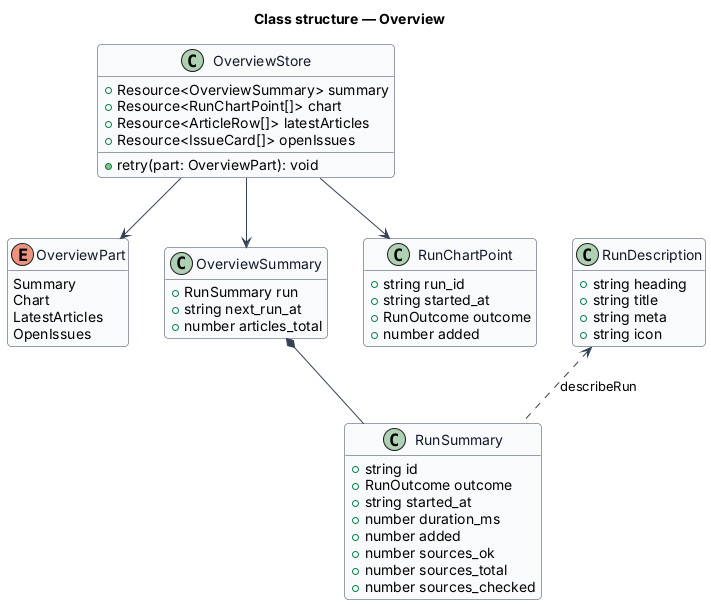 Class structure — Overview
C OverviewStore
Resource<OverviewSummary> summary
Resource<RunChartPoint[]> chart
Resource<ArticleRow[]> latestArticles
Resource<IssueCard[]> openIssues
retry(part: OverviewPart): void
E OverviewPart
Summary
Chart
LatestArticles
OpenIssues
C OverviewSummary
RunSummary run
string next_run_at
number articles_total
C RunChartPoint
string run_id
string started_at
RunOutcome outcome
number added
C RunDescription
string heading
string title
string meta
string icon
describeRun
C RunSummary
string id
RunOutcome outcome
string started_at
number duration_ms
number added
number sources_ok
number sources_total
number sources_checked